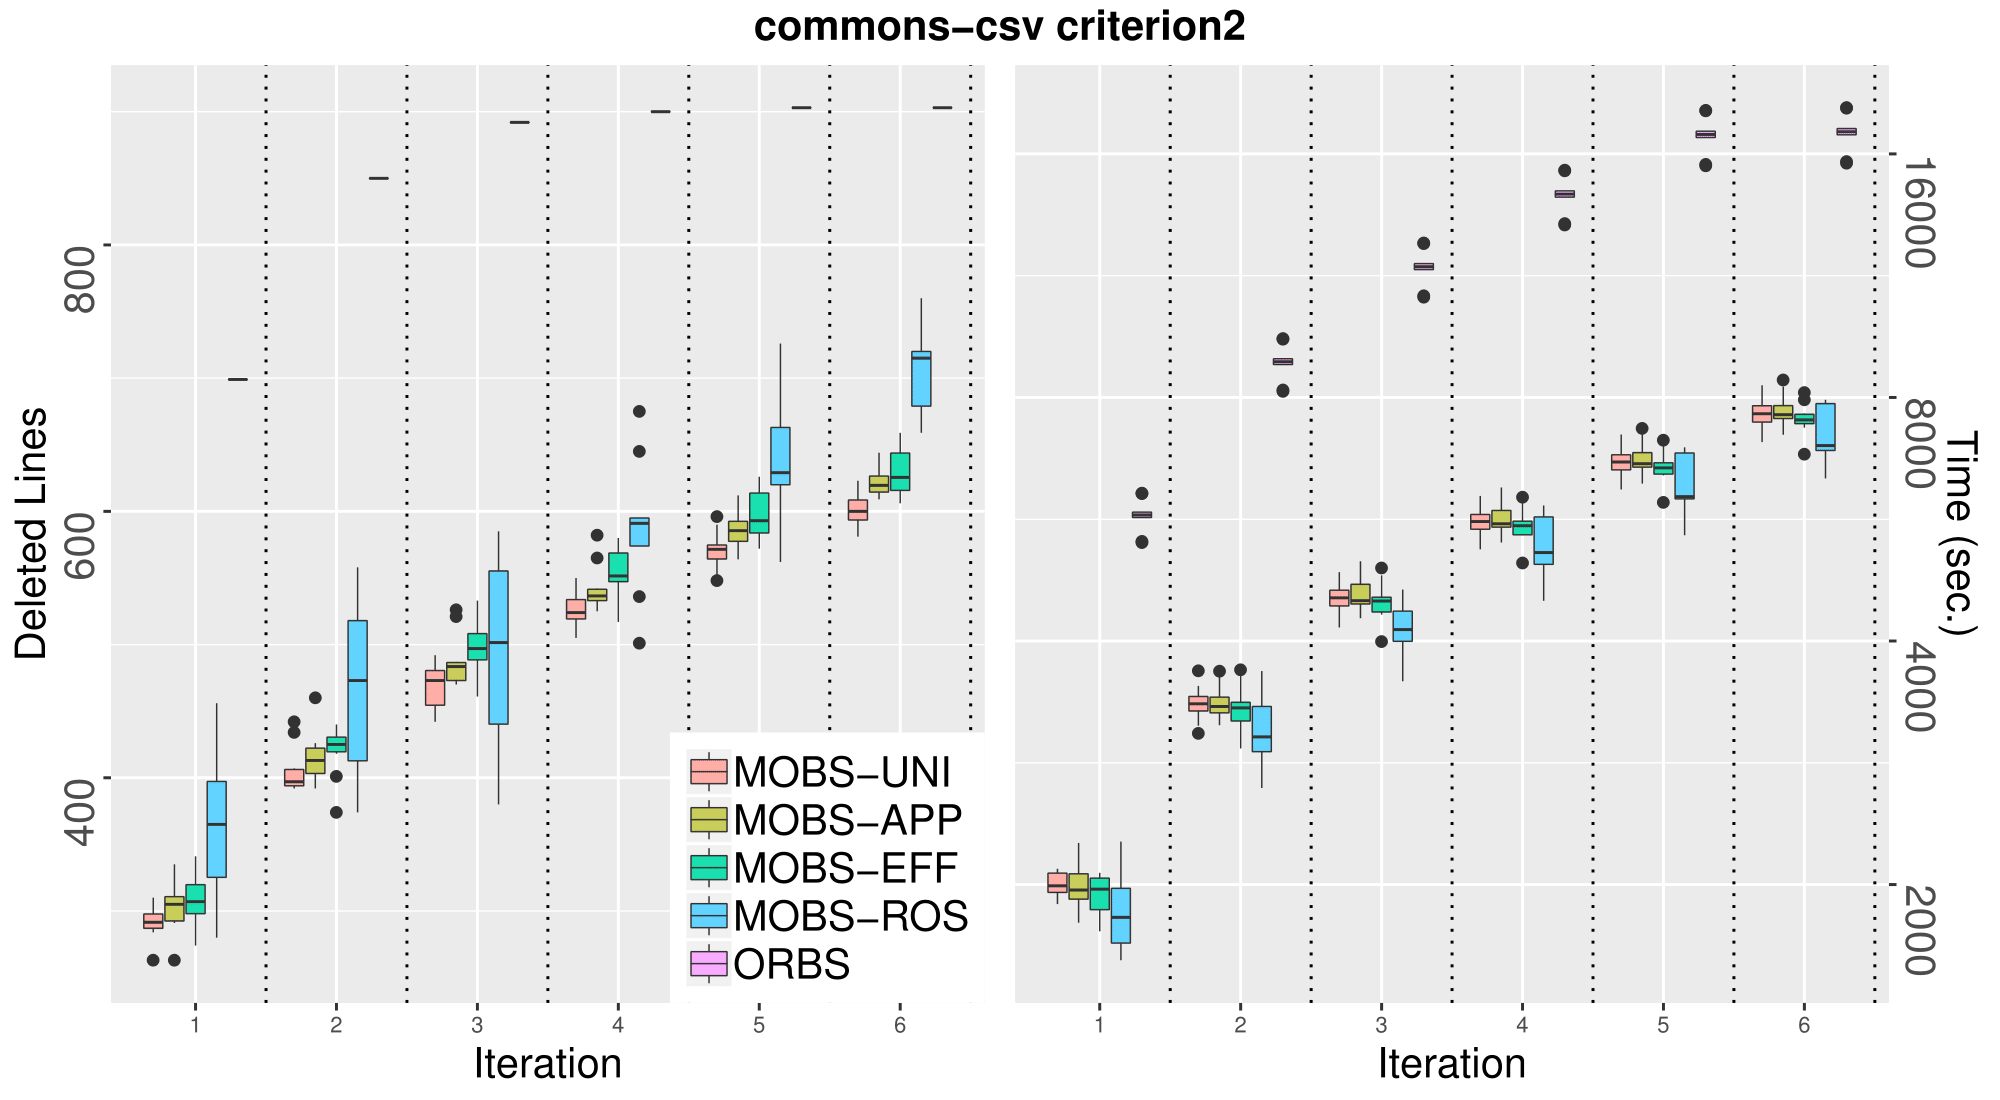 commons−csv criterion2
Deleted Lines
800
600
400
1
2
3
4
5
6
Iteration
MOBS−UNI
MOBS−APP
MOBS−EFF
MOBS−ROS
ORBS
1
2
3
4
5
6
Iteration
16000
8000
4000
2000
Time (sec.)